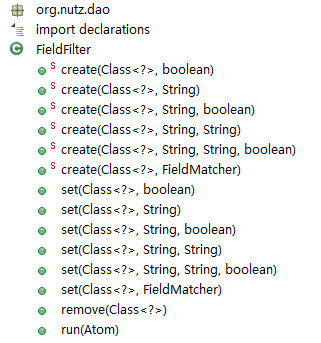 org.nutz.dao
import declarations
C FieldFilter
S create(Class<?>, boolean)
S create(Class<?>, String)
S create(Class<?>, String, boolean)
S create(Class<?>, String, String)
S create(Class<?>, String, String, boolean)
S create(Class<?>, FieldMatcher)
set(Class<?>, boolean)
set(Class<?>, String)
set(Class<?>, String, boolean)
set(Class<?>, String, String)
set(Class<?>, String, String, boolean)
set(Class<?>, FieldMatcher)
remove(Class<?>)
run(Atom)